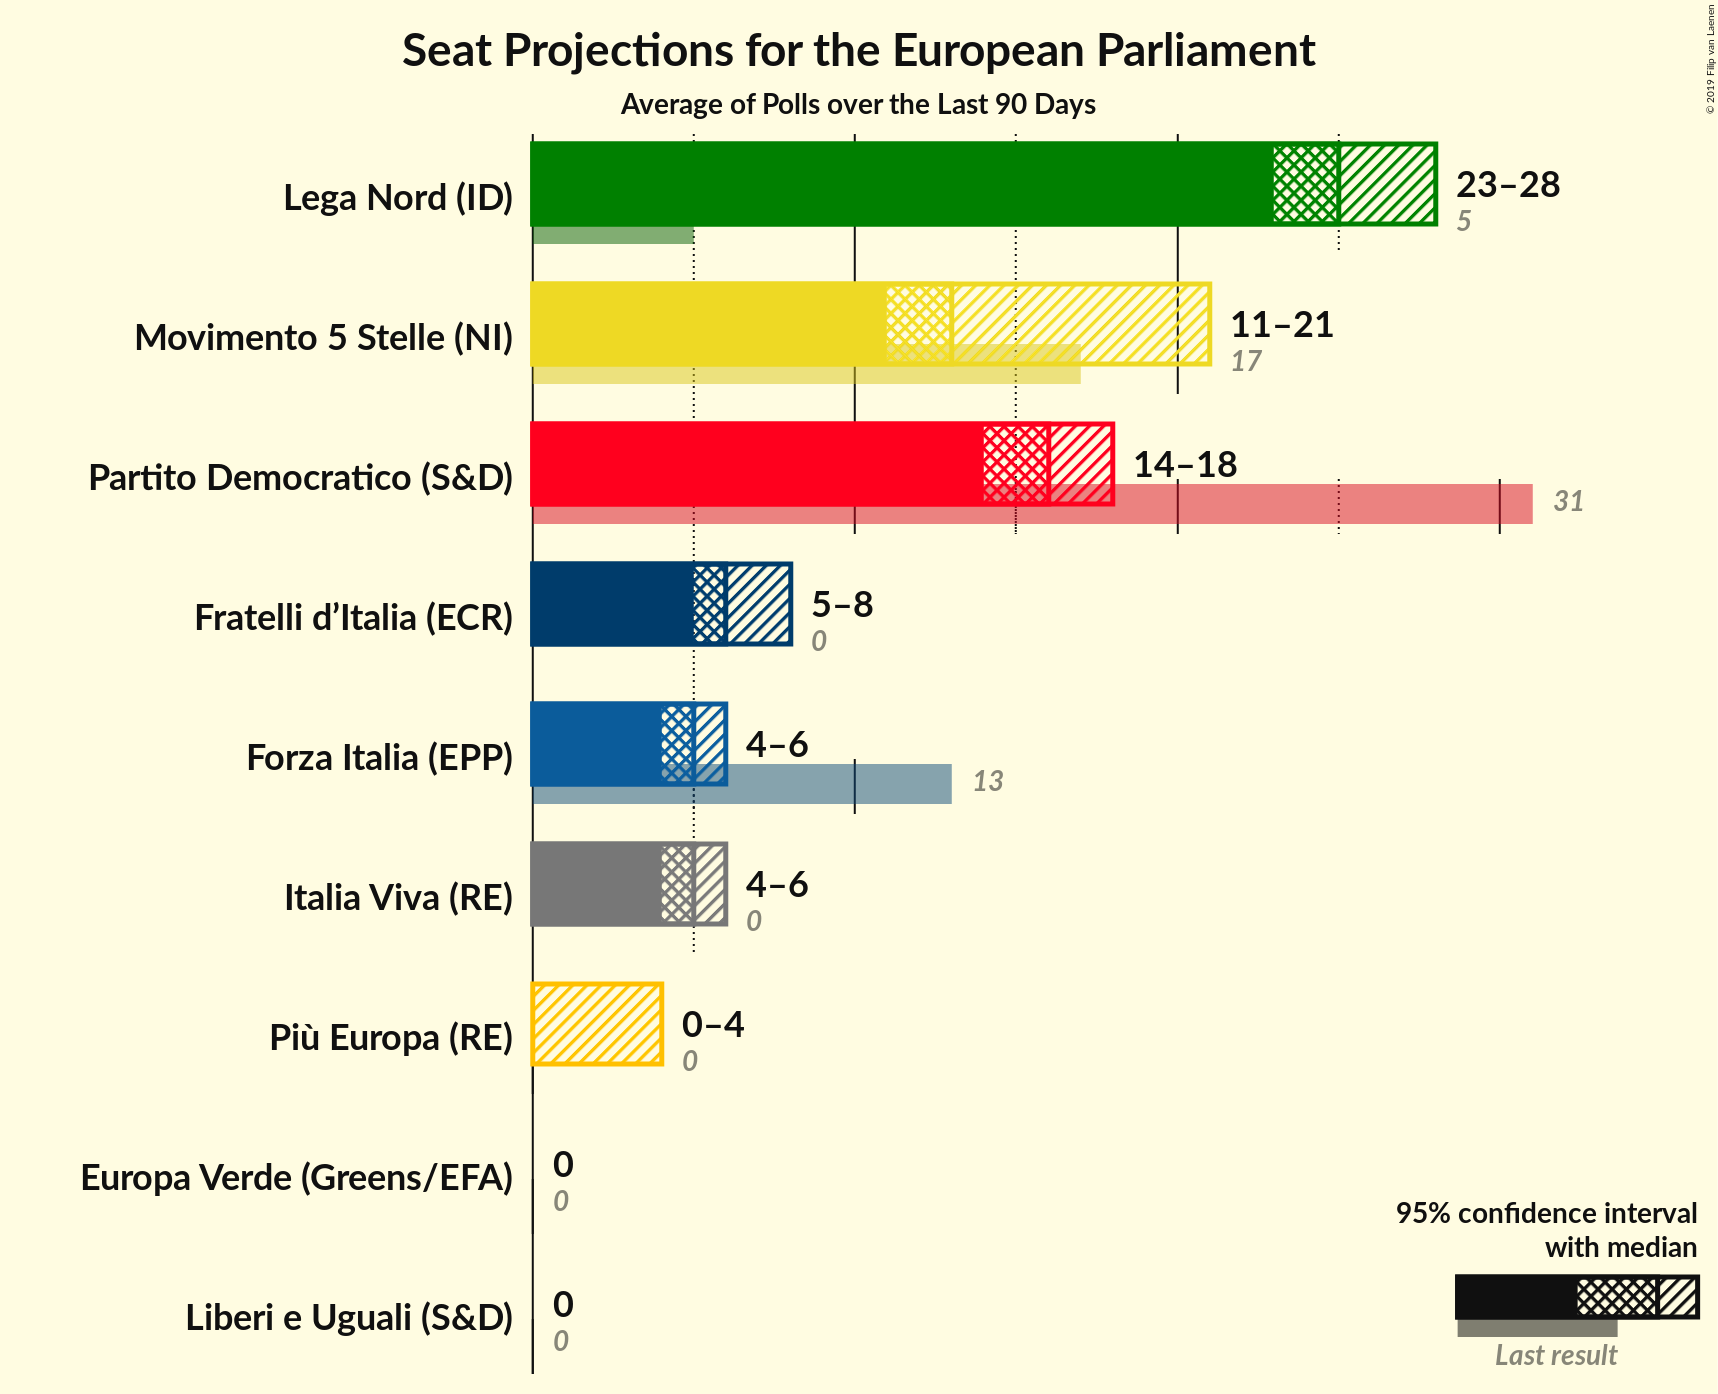 Seat Projections for the European Parliament
Average of Polls over the Last 90 Days
© 2019 Filip van Laenen
Lega Nord (ID)
23–28
5
Movimento 5 Stelle (NI)
11–21
17
Partito Democratico (S&D)
14–18
31
Fratelli d’Italia (ECR)
5–8
0
Forza Italia (EPP)
4–6
13
Italia Viva (RE)
4–6
0
Più Europa (RE)
0–4
0
Europa Verde (Greens/EFA)
0
0
Liberi e Uguali (S&D)
0
0
95% confidence interval
with median
Last result